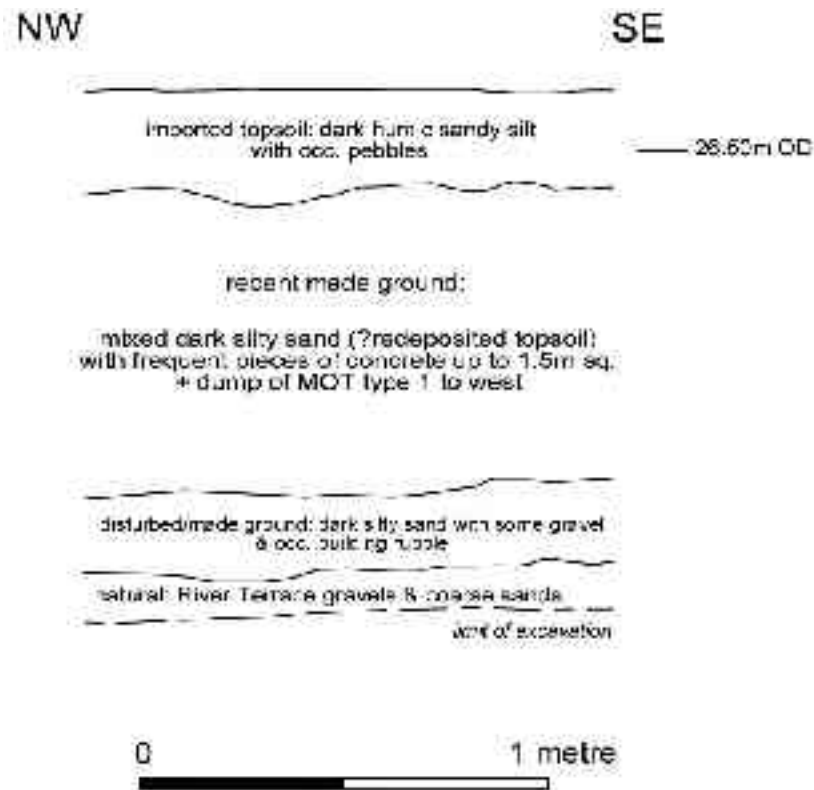 NW
SE
imported topsoil: dark humic sandy silt
with occ. pebbles
26.50m OD
recent made ground:
mixed dark silty sand (?redeposited topsoil)
with frequent pieces of concrete up to 1.5m sq.
+ dump of MOT type 1 to west
disturbed/made ground: dark silty sand with some gravel
& occ. building rubble
natural: River Terrace gravels & coarse sands
limit of excavation
0
1 metre